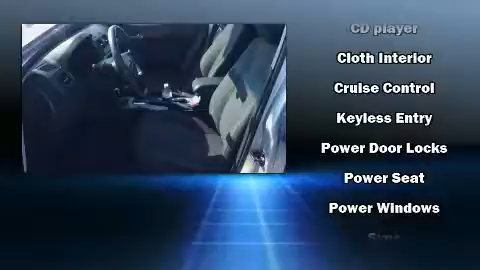 CD player
Cloth Interior
Cruise Control
Keyless Entry
Power Door Locks
Power Seat
Power Windows